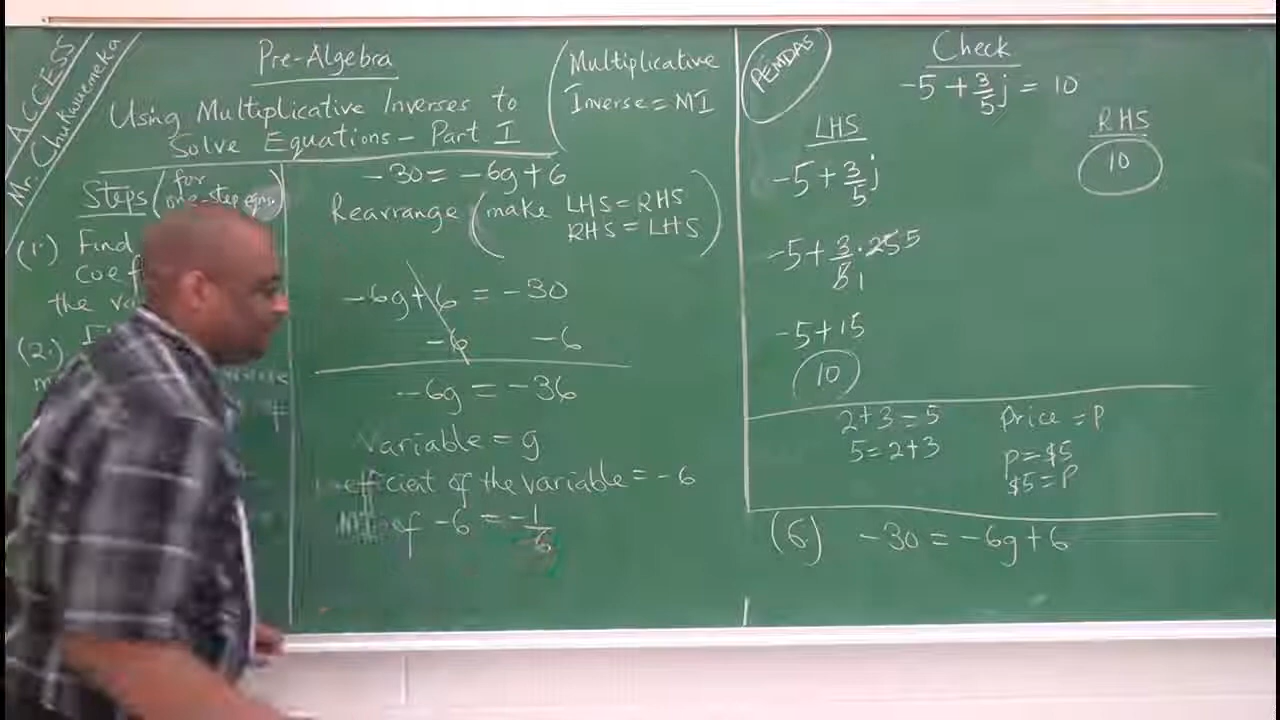 ACCESS
Mr. Chukwuemeka
Pre-Algebra
Using Multiplicative Inverses to
Solve Equations - Part I
(Multiplicative
Inverse = MI
Steps (for
one-step eqns.)
(1.) Find
coef
the va
(2.)
-30 = -6g + 6
Rearrange (make LHS = RHS
RHS = LHS)
-6g + 6 = -30
-6 -6
-6g = -36
Variable = g
efficient of the variable = -6
of -6 = -1/6
PEMDAS
Check
-5 + 3/5 j = 10
LHS
RHS
-5 + 3/5 j
10
-5 + 3/5 · 25 5
1
-5 + 15
10
2 + 3 = 5
5 = 2 + 3
Price = P
p = $5
$5 = P
(6) -30 = -6g + 6